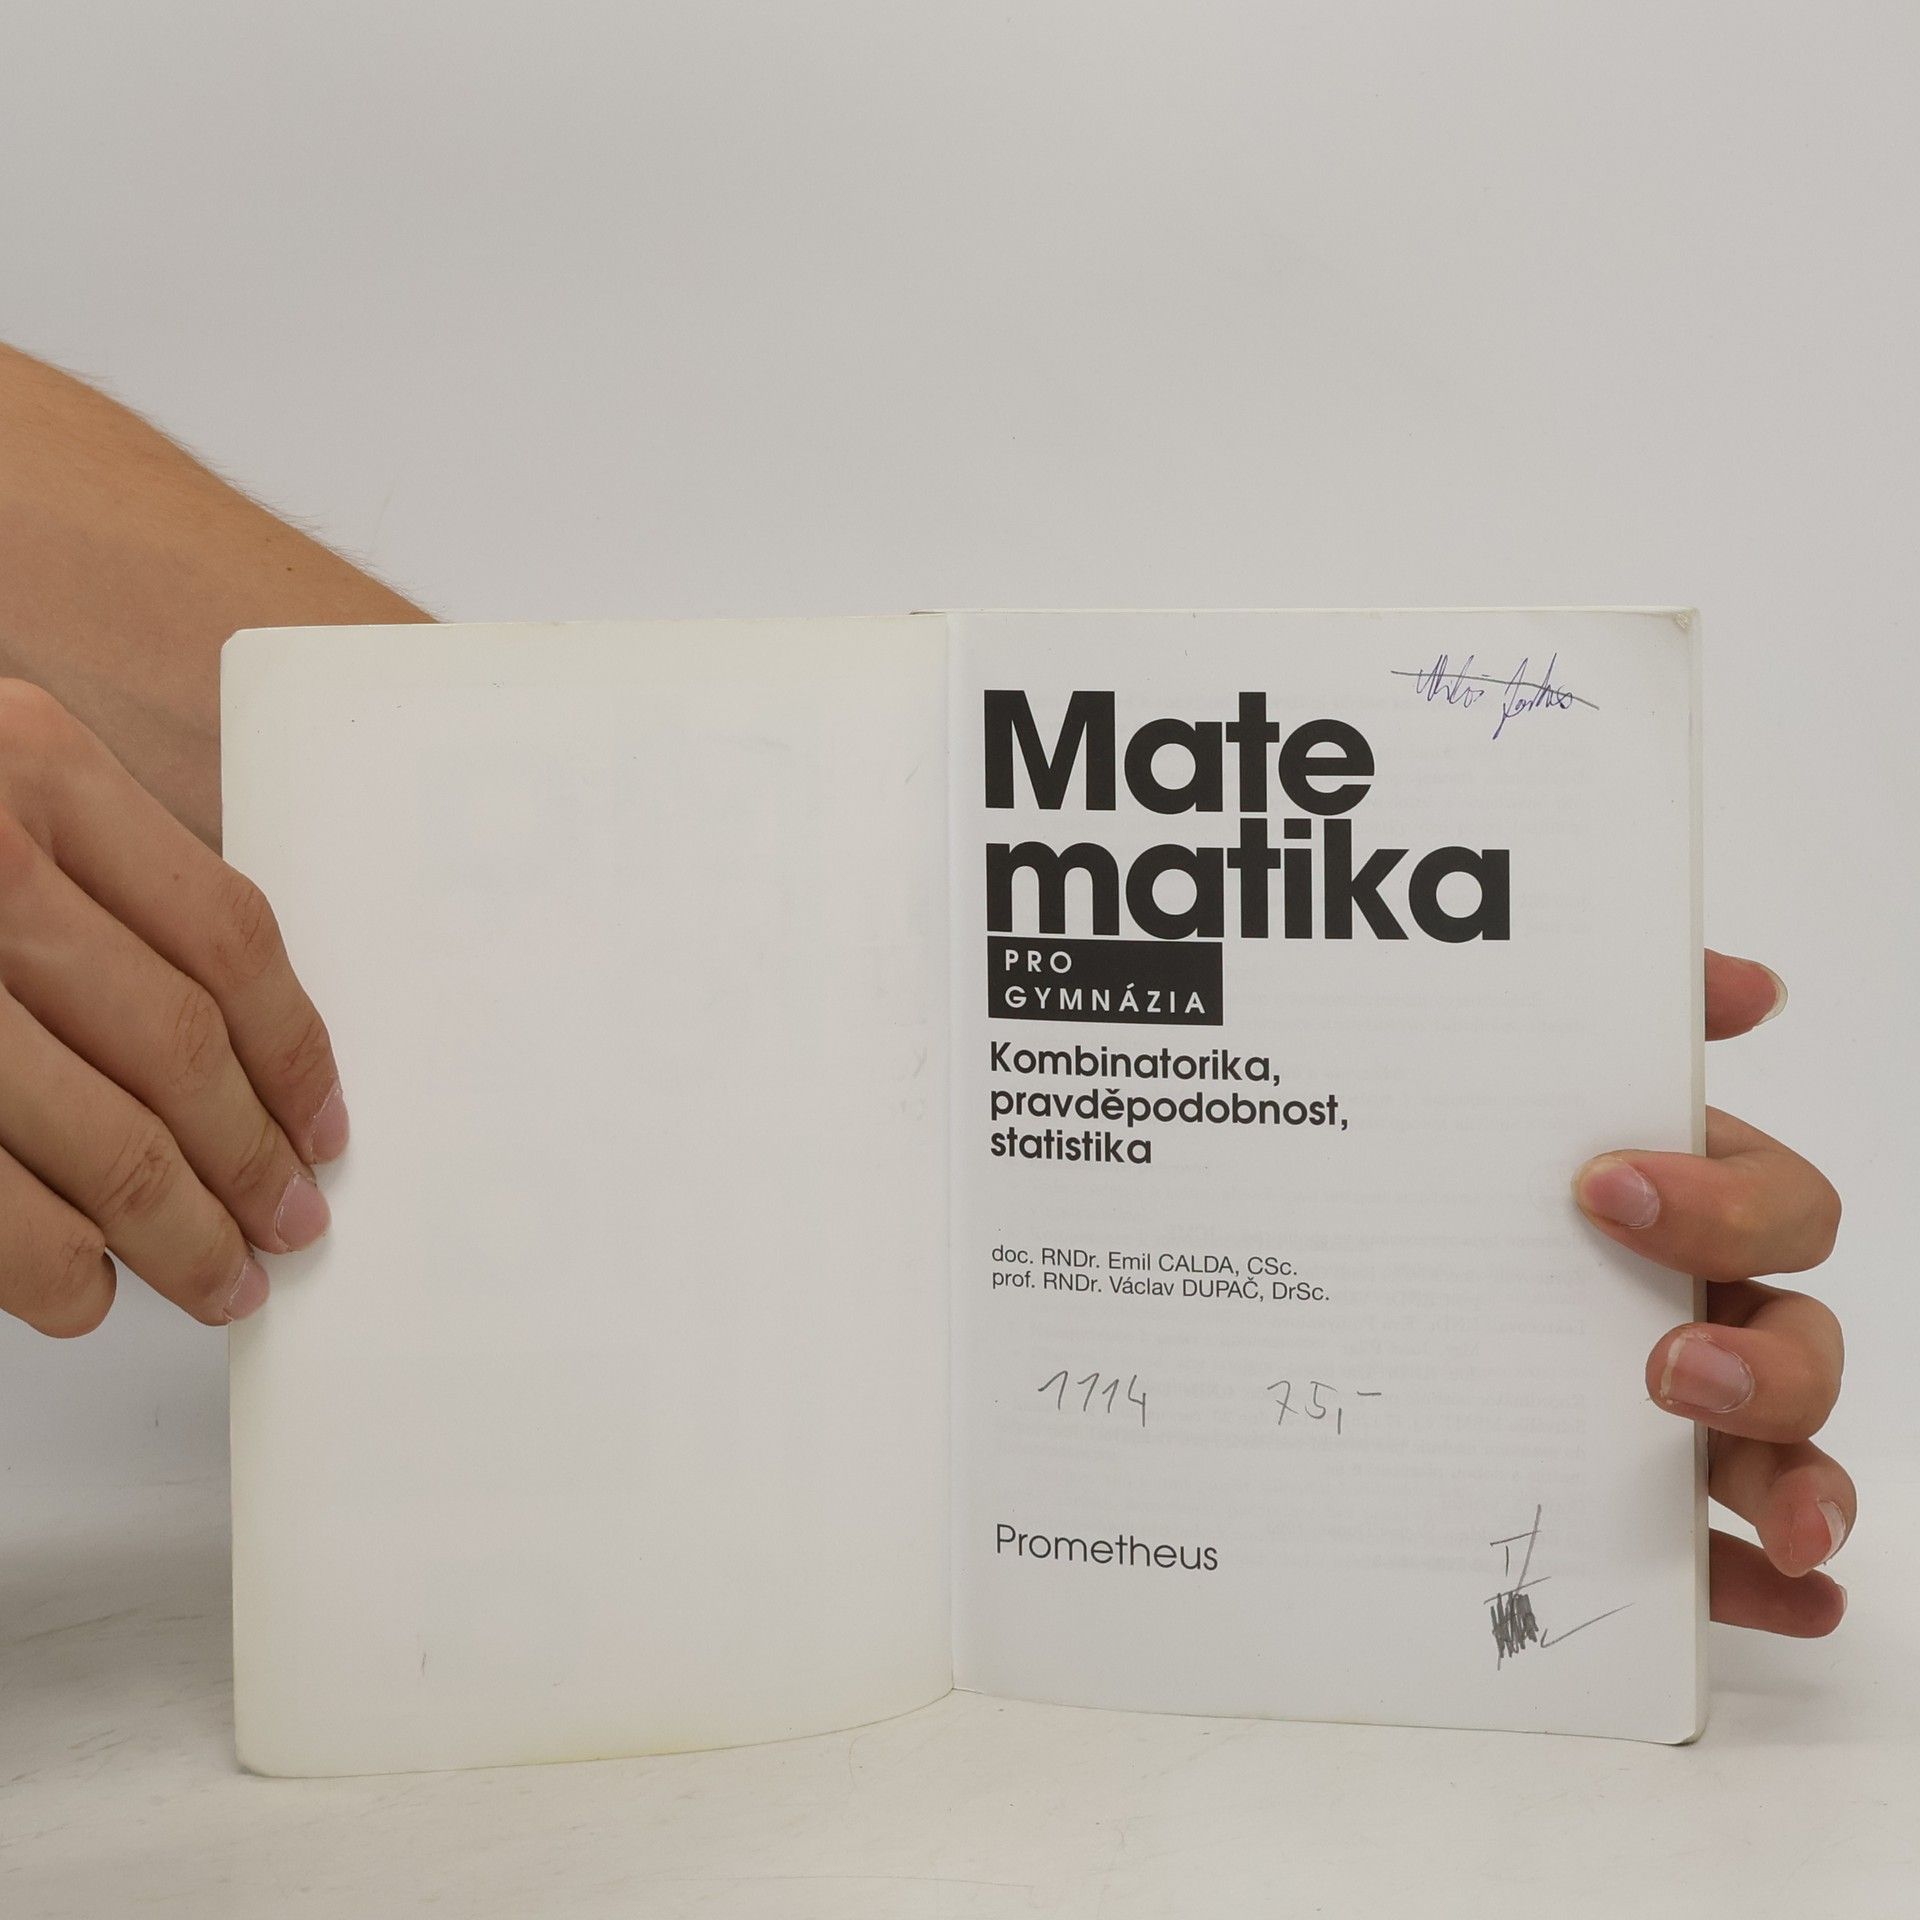 Mate
matika
PRO
GYMNÁZIA
Kombinatorika,
pravděpodobnost,
statistika
doc. RNDr. Emil CALDA, CSc.
prof. RNDr. Václav DUPAČ, DrSc.
1114 75,-
Prometheus